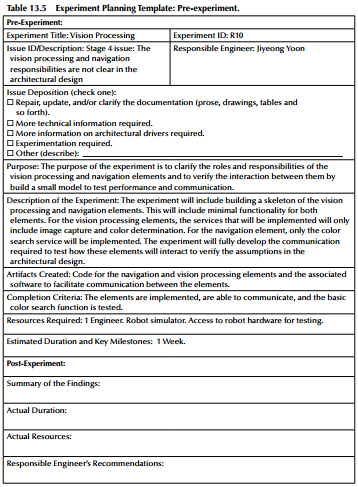 Table 13.5 Experiment Planning Template: Pre-experiment.
Pre-Experiment:
Experiment Title: Vision Processing
Experiment ID: R10
Issue ID/Description: Stage 4 issue: The
vision processing and navigation
responsibilities are not clear in the
architectural design
Responsible Engineer: Jiyeong Yoon
Issue Deposition (check one):
☐ Repair, update, and/or clarify the documentation (prose, drawings, tables and
so forth).
☐ More technical information required.
☐ More information on architectural drivers required.
☐ Experimentation required.
☐ Other (describe):
Purpose: The purpose of the experiment is to clarify the roles and responsibilities of the
vision processing and navigation elements and to verify the interaction between them by
build a small model to test performance and communication.
Description of the Experiment: The experiment will include building a skeleton of the vision
processing and navigation elements. This will include minimal functionality for both
elements. For the vision processing elements, the services that will be implemented will only
include image capture and color determination. For the navigation element, only the color
search service will be implemented. The experiment will fully develop the communication
required to test how these elements will interact to verify the assumptions in the
architectural design.
Artifacts Created: Code for the navigation and vision processing elements and the associated
software to facilitate communication between the elements.
Completion Criteria: The elements are implemented, are able to communicate, and the basic
color search function is tested.
Resources Required: 1 Engineer. Robot simulator. Access to robot hardware for testing.
Estimated Duration and Key Milestones: 1 Week.
Post-Experiment:
Summary of the Findings:
Actual Duration:
Actual Resources:
Responsible Engineer's Recommendations: